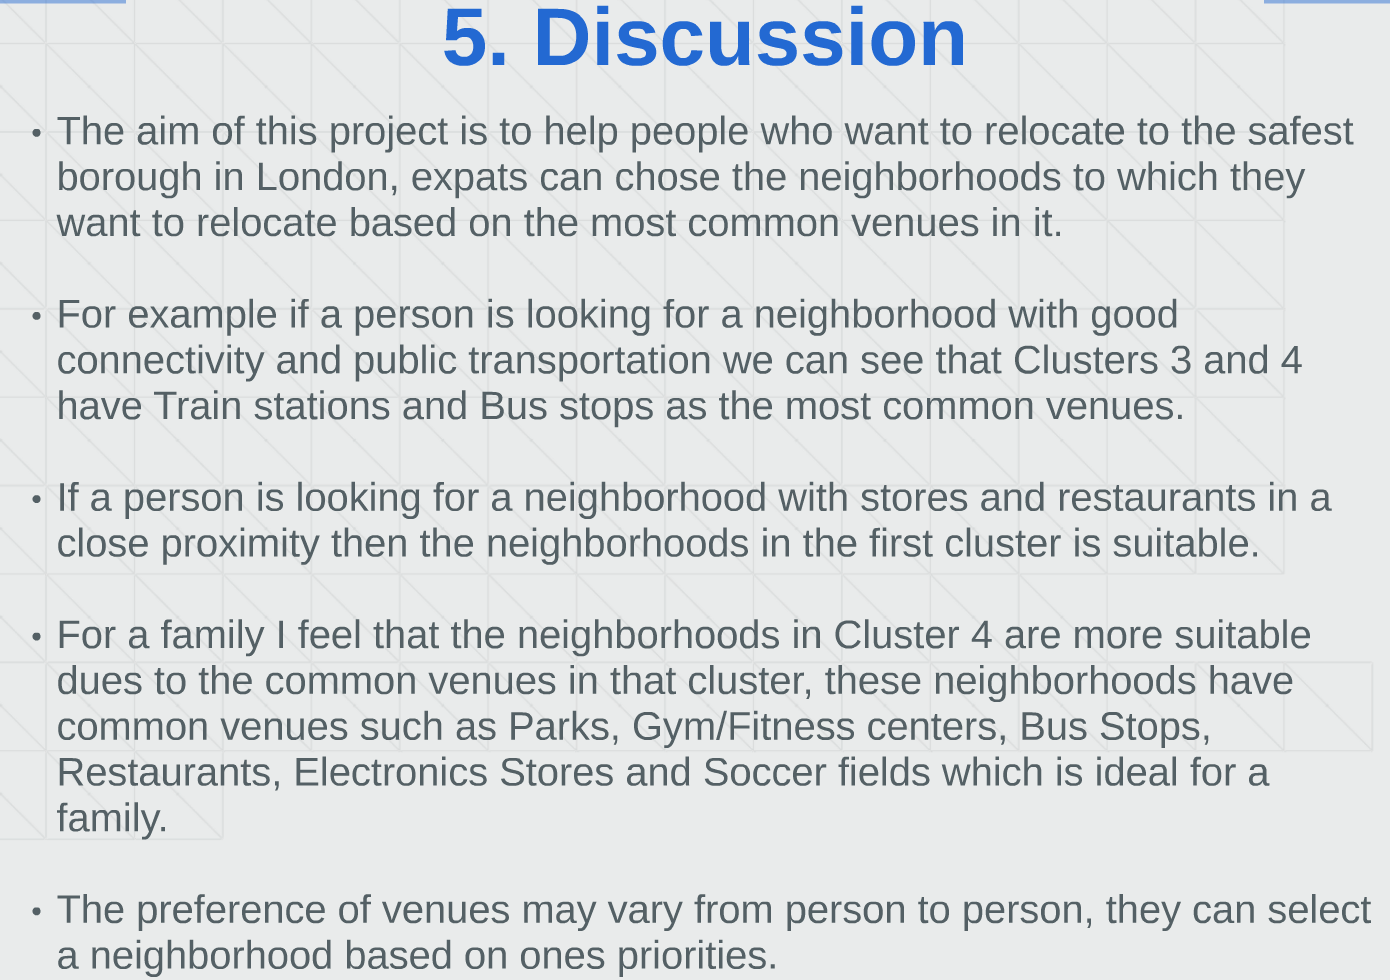 5. Discussion
• The aim of this project is to help people who want to relocate to the safest
borough in London, expats can chose the neighborhoods to which they
want to relocate based on the most common venues in it.
• For example if a person is looking for a neighborhood with good
connectivity and public transportation we can see that Clusters 3 and 4
have Train stations and Bus stops as the most common venues.
• If a person is looking for a neighborhood with stores and restaurants in a
close proximity then the neighborhoods in the first cluster is suitable.
• For a family I feel that the neighborhoods in Cluster 4 are more suitable
dues to the common venues in that cluster, these neighborhoods have
common venues such as Parks, Gym/Fitness centers, Bus Stops,
Restaurants, Electronics Stores and Soccer fields which is ideal for a
family.
• The preference of venues may vary from person to person, they can select
a neighborhood based on ones priorities.